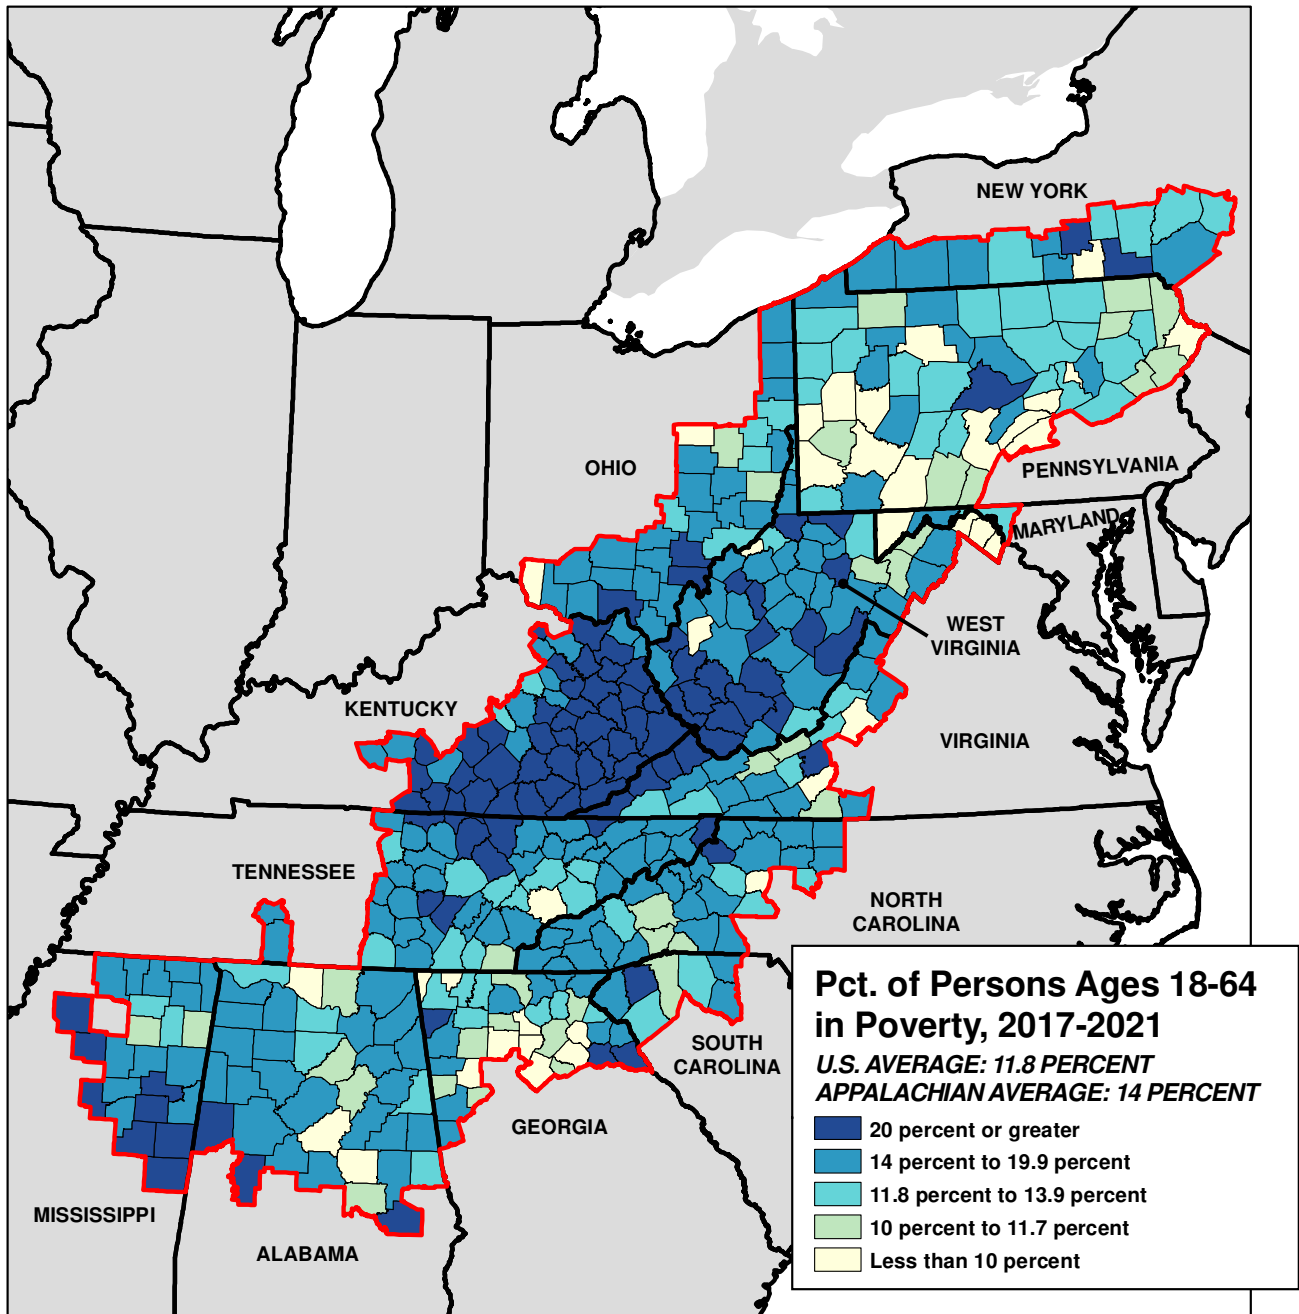 NEW YORK
OHIO
PENNSYLVANIA
MARYLAND
WEST
VIRGINIA
KENTUCKY
VIRGINIA
TENNESSEE
NORTH
CAROLINA
SOUTH
CAROLINA
GEORGIA
MISSISSIPPI
ALABAMA
Pct. of Persons Ages 18-64
in Poverty, 2017-2021
U.S. AVERAGE: 11.8 PERCENT
APPALACHIAN AVERAGE: 14 PERCENT
20 percent or greater
14 percent to 19.9 percent
11.8 percent to 13.9 percent
10 percent to 11.7 percent
Less than 10 percent